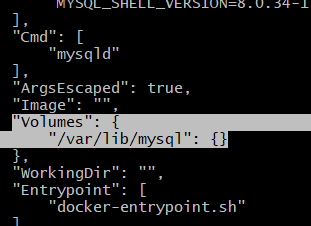 MYSQL_SHELL_VERSION=8.0.34-1
],
"Cmd": [
"mysqld"
],
"ArgsEscaped": true,
"Image": "",
"Volumes": {
"/var/lib/mysql": {}
},
"WorkingDir": "",
"Entrypoint": [
"docker-entrypoint.sh"
],